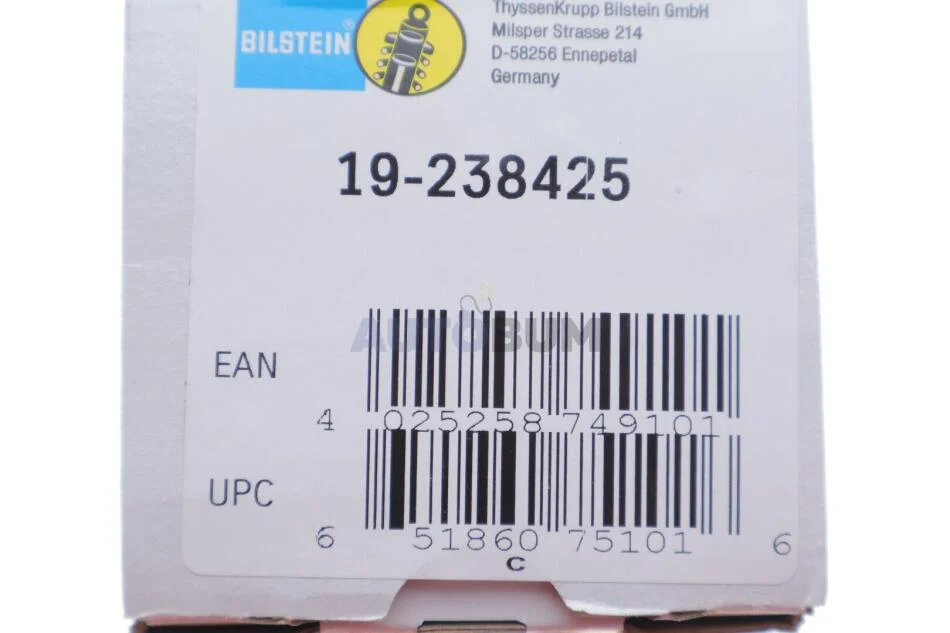 BILSTEIN®
ThyssenKrupp Bilstein GmbH
Milsper Strasse 214
D-58256 Ennepetal
Germany
19-238425
AUTOBUM
EAN
4 025258 749101
UPC
6 51860 75101 6
C